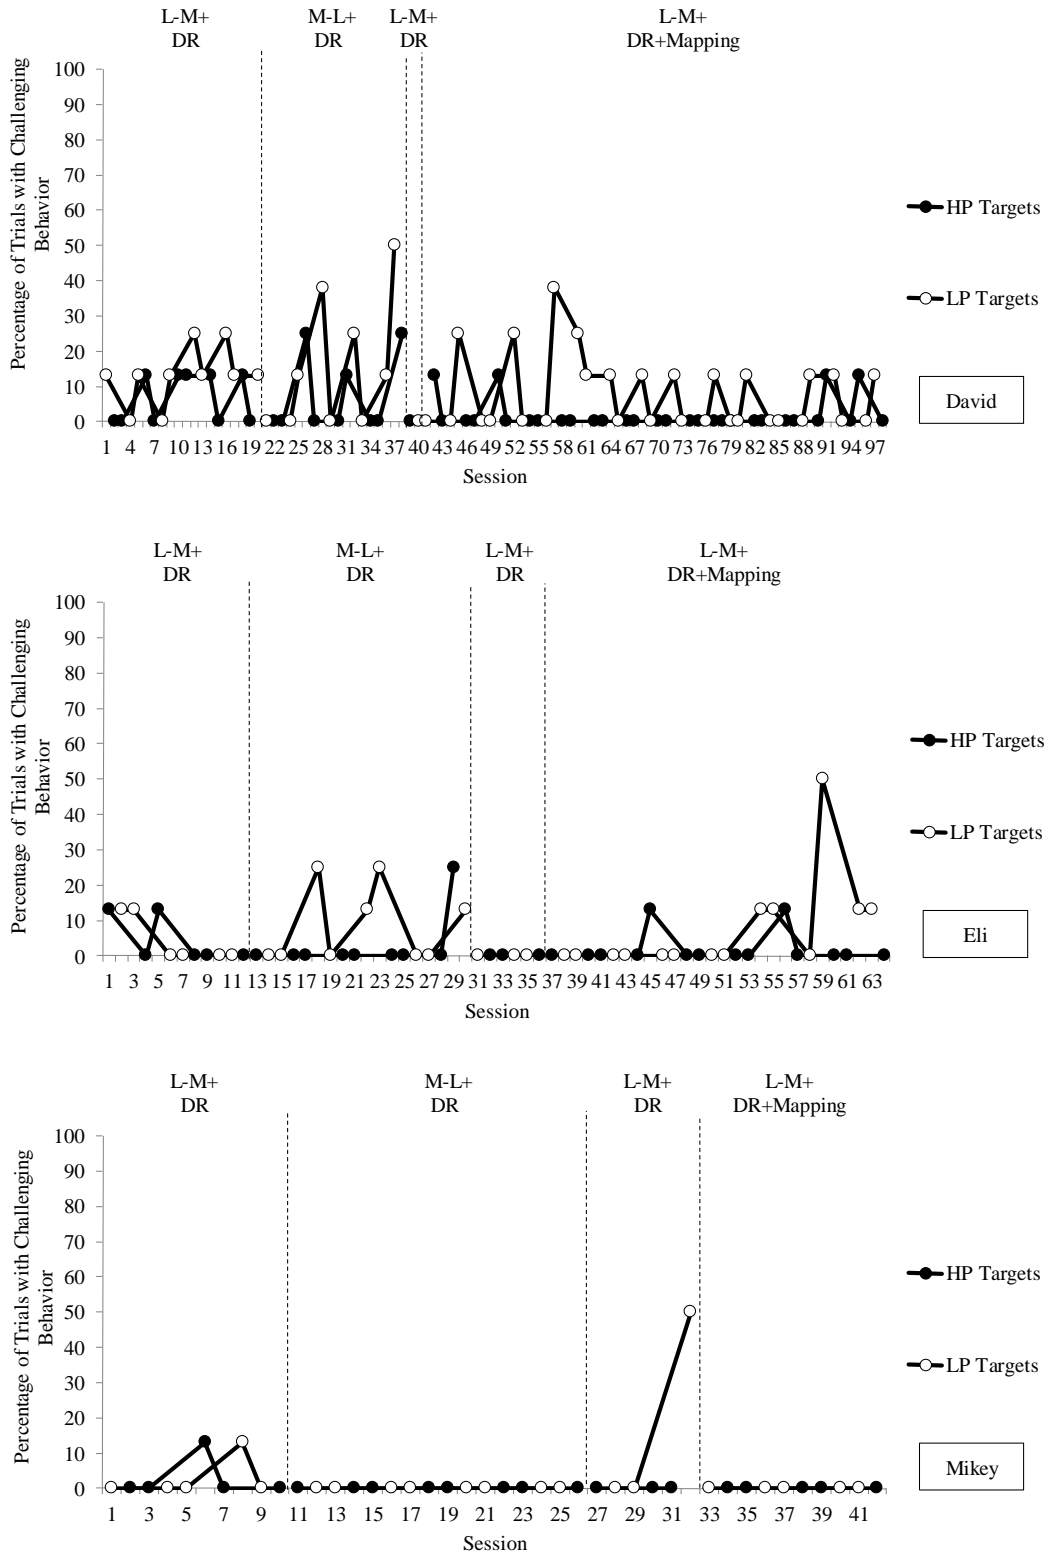 L-M+ M-L+ L-M+ L-M+
DR DR DR DR+Mapping
Percentage of Trials with Challenging
Behavior
100
90
80
70
60
50
40
30
20
10
0
1 4 7 10 13 16 19 22 25 28 31 34 37 40 43 46 49 52 55 58 61 64 67 70 73 76 79 82 85 88 91 94 97
Session
HP Targets
LP Targets
David
L-M+ M-L+ L-M+ L-M+
DR DR DR DR+Mapping
Percentage of Trials with Challenging
Behavior
100
90
80
70
60
50
40
30
20
10
0
1 3 5 7 9 11 13 15 17 19 21 23 25 27 29 31 33 35 37 39 41 43 45 47 49 51 53 55 57 59 61 63
Session
HP Targets
LP Targets
Eli
L-M+ M-L+ L-M+ L-M+
DR DR DR DR+Mapping
Percentage of Trials with Challenging
Behavior
100
90
80
70
60
50
40
30
20
10
0
1 3 5 7 9 11 13 15 17 19 21 23 25 27 29 31 33 35 37 39 41
Session
HP Targets
LP Targets
Mikey